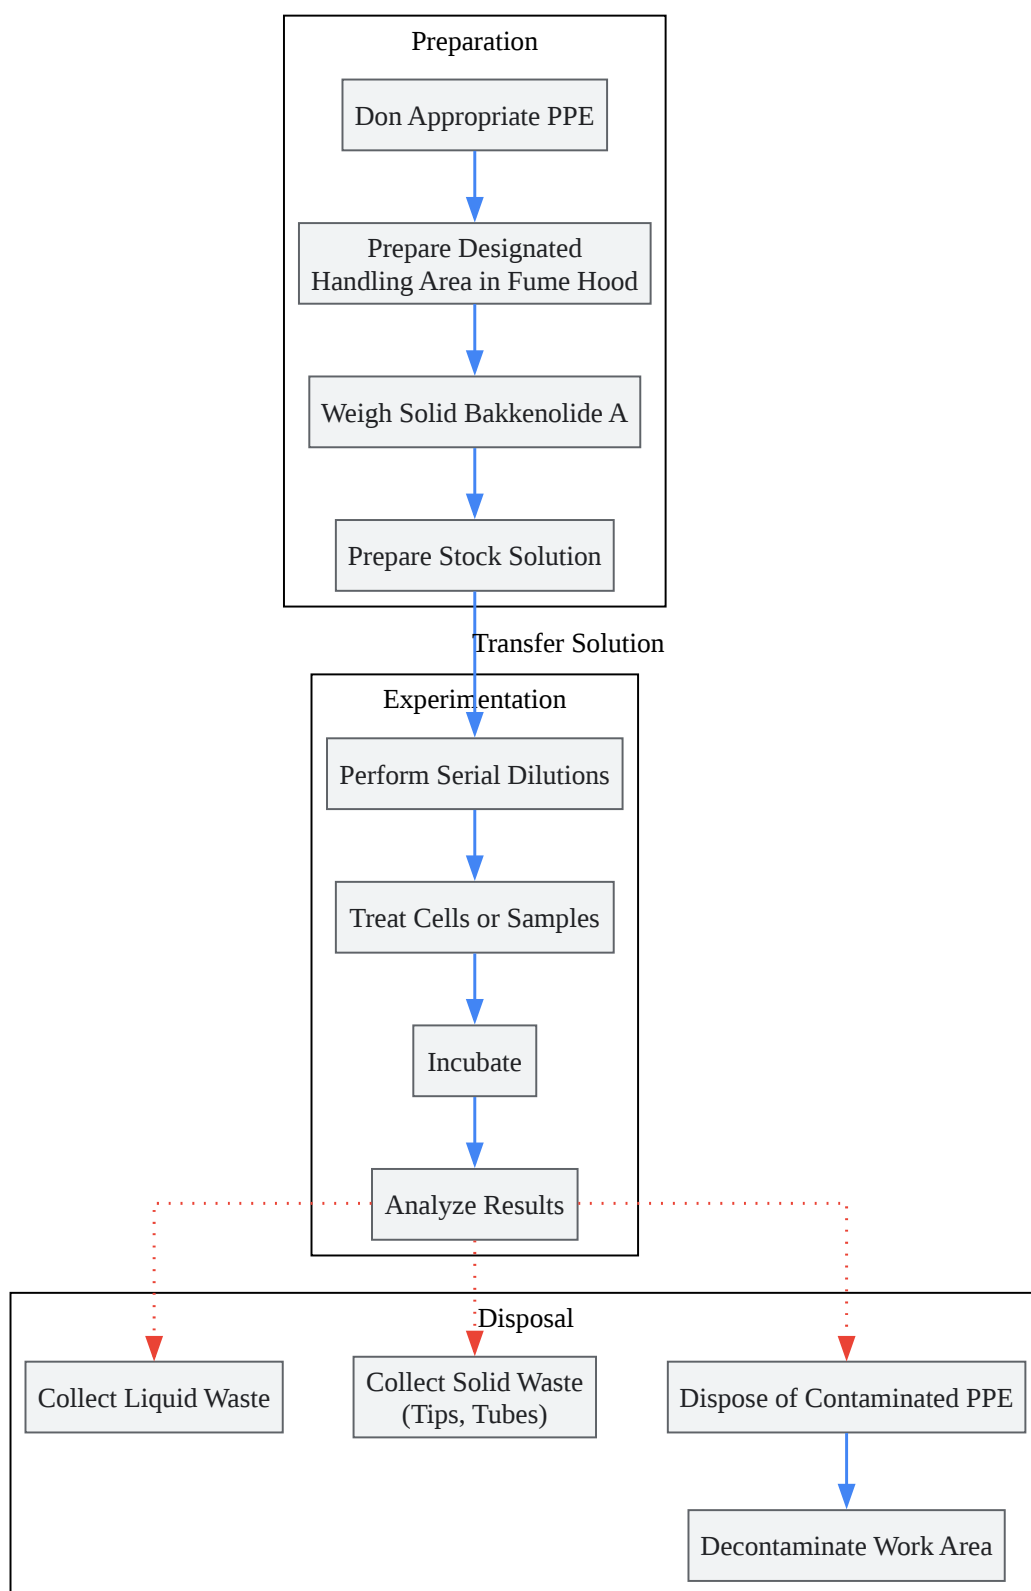 Preparation
Don Appropriate PPE
Prepare Designated
Handling Area in Fume Hood
Weigh Solid Bakkenolide A
Prepare Stock Solution
Transfer Solution
Experimentation
Perform Serial Dilutions
Treat Cells or Samples
Incubate
Analyze Results
Disposal
Collect Liquid Waste
Collect Solid Waste
(Tips, Tubes)
Dispose of Contaminated PPE
Decontaminate Work Area